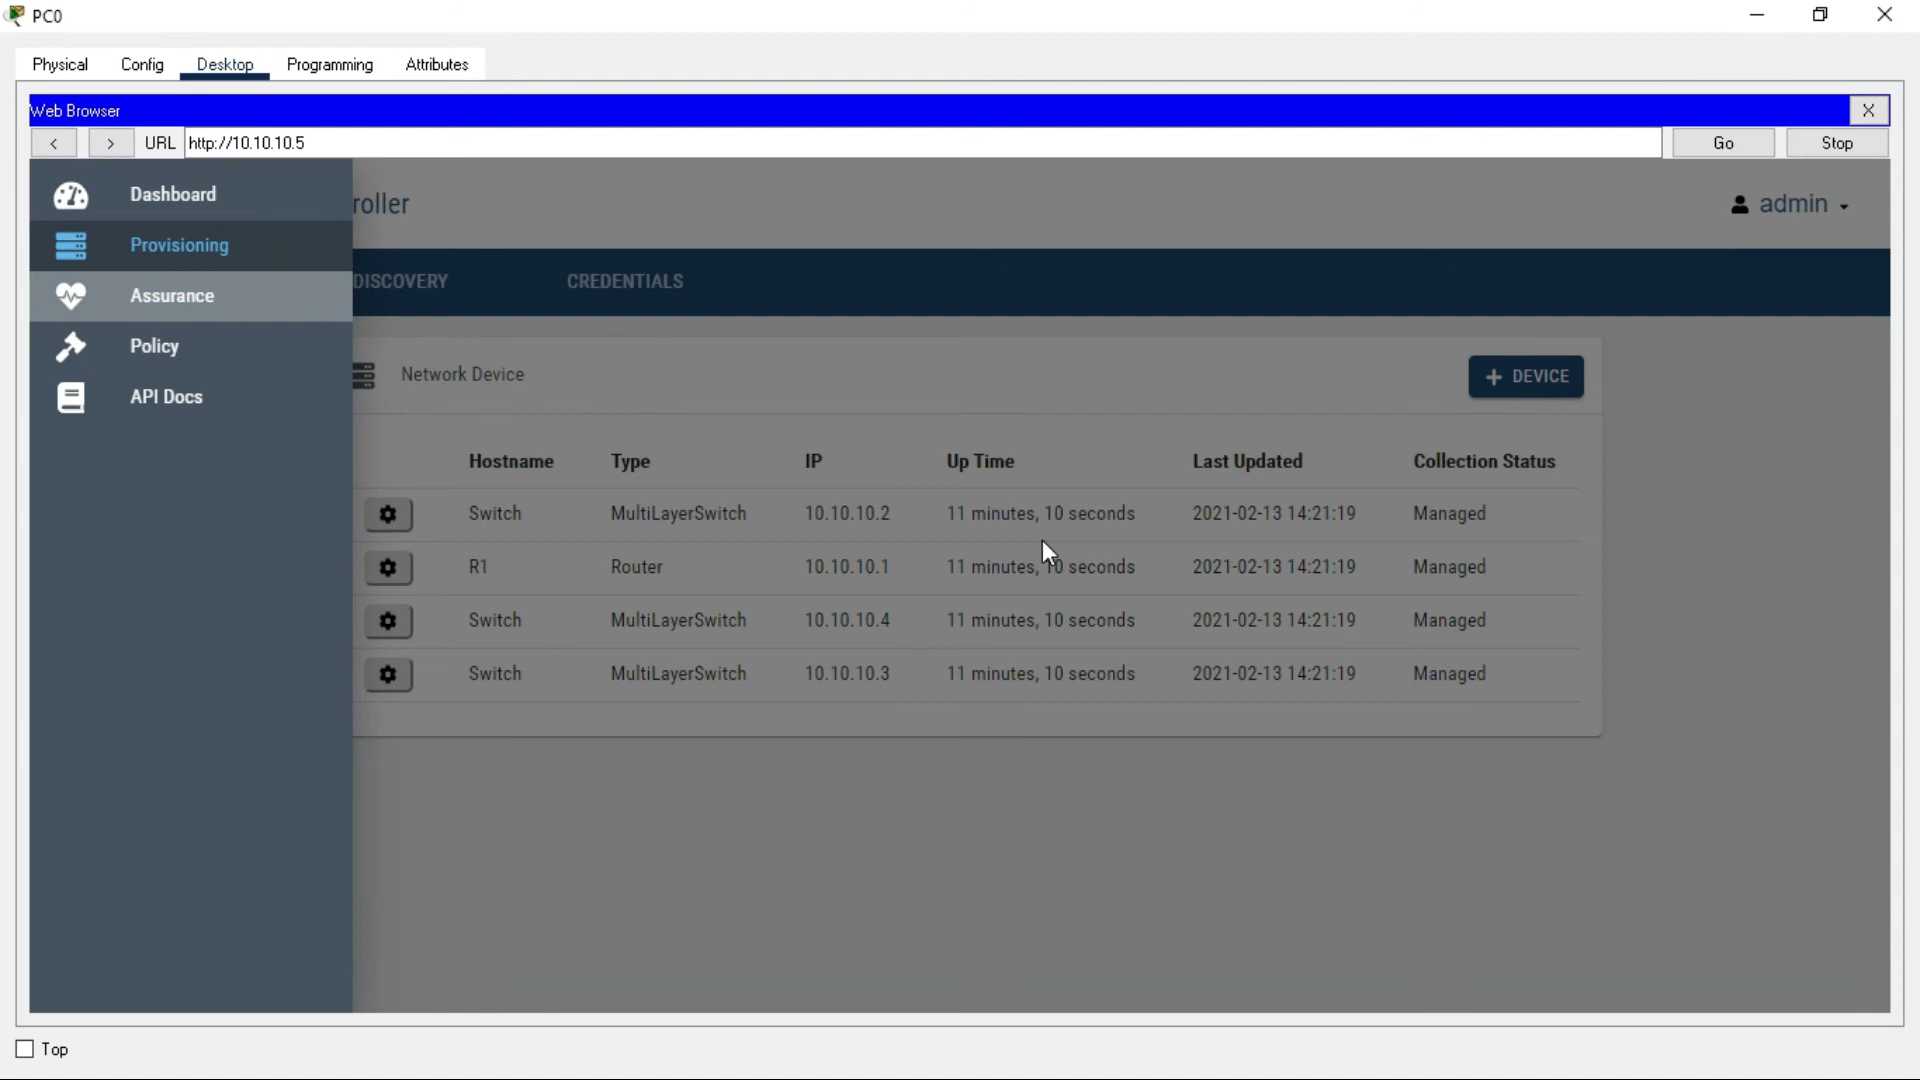 PC0
Physical Config Desktop Programming Attributes
Web Browser X
< > URL http://10.10.10.5 Go Stop
Dashboard
roller
admin
Provisioning
DISCOVERY CREDENTIALS
Assurance
Policy
Network Device
+ DEVICE
API Docs
Hostname Type IP Up Time Last Updated Collection Status
Switch MultiLayerSwitch 10.10.10.2 11 minutes, 10 seconds 2021-02-13 14:21:19 Managed
R1 Router 10.10.10.1 11 minutes, 10 seconds 2021-02-13 14:21:19 Managed
Switch MultiLayerSwitch 10.10.10.4 11 minutes, 10 seconds 2021-02-13 14:21:19 Managed
Switch MultiLayerSwitch 10.10.10.3 11 minutes, 10 seconds 2021-02-13 14:21:19 Managed
Top